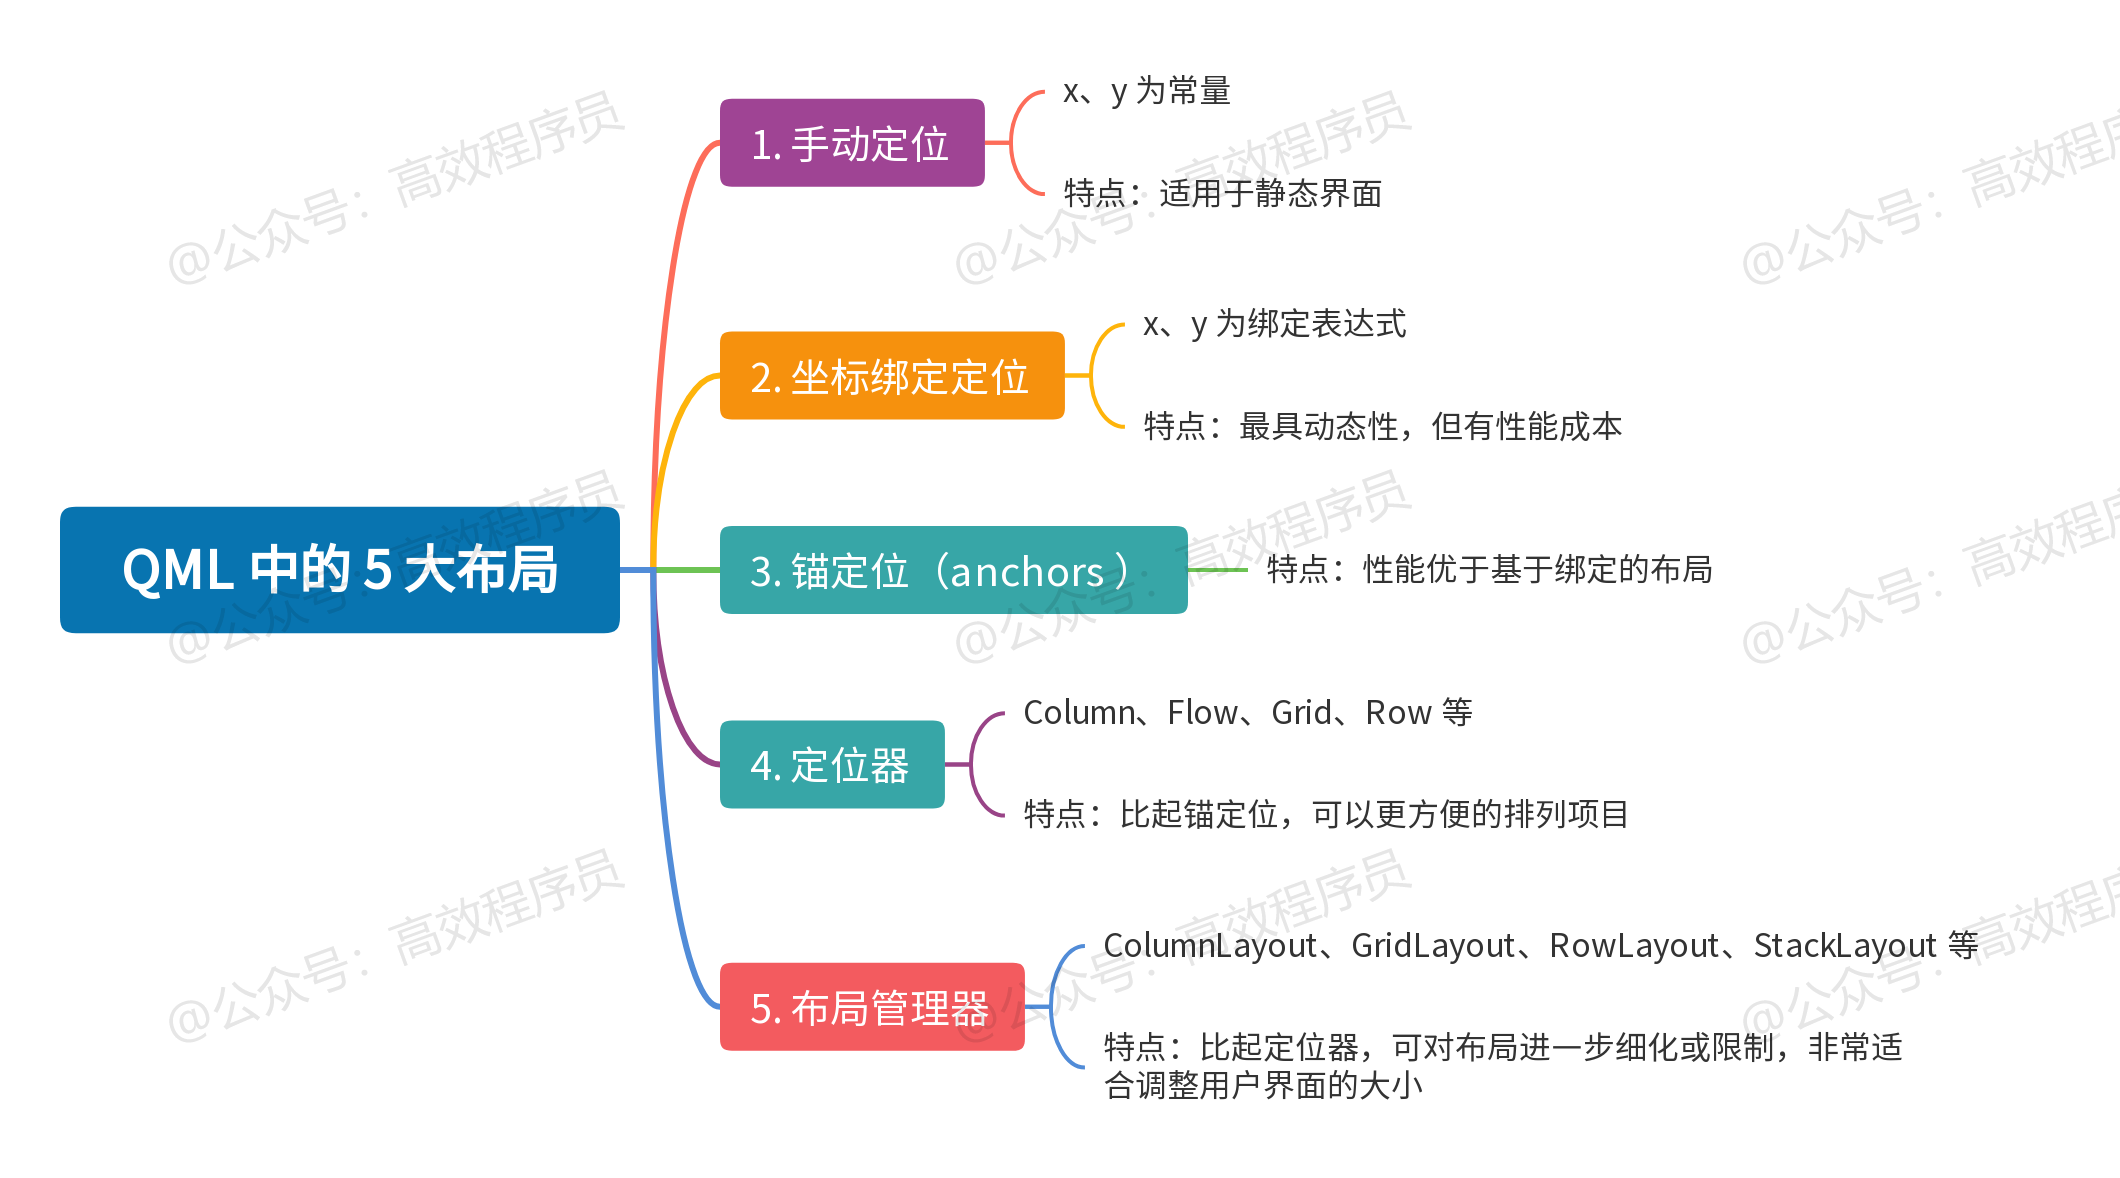 QML 中的 5 大布局
1. 手动定位
x、y 为常量
特点：适用于静态界面
2. 坐标绑定定位
x、y 为绑定表达式
特点：最具动态性，但有性能成本
3. 锚定位（anchors ）
特点：性能优于基于绑定的布局
4. 定位器
Column、Flow、Grid、Row 等
特点：比起锚定位，可以更方便的排列项目
5. 布局管理器
ColumnLayout、GridLayout、RowLayout、StackLayout 等
特点：比起定位器，可对布局进一步细化或限制，非常适
合调整用户界面的大小
@公众号：高效程序员
@公众号：高效程序员
@公众号：高效程序
@公众号：高效程序员
@公众号：高效程序员
@公众号：高效程序
@公众号：高效程序员
@公众号：高效程序员
@公众号：高效程序